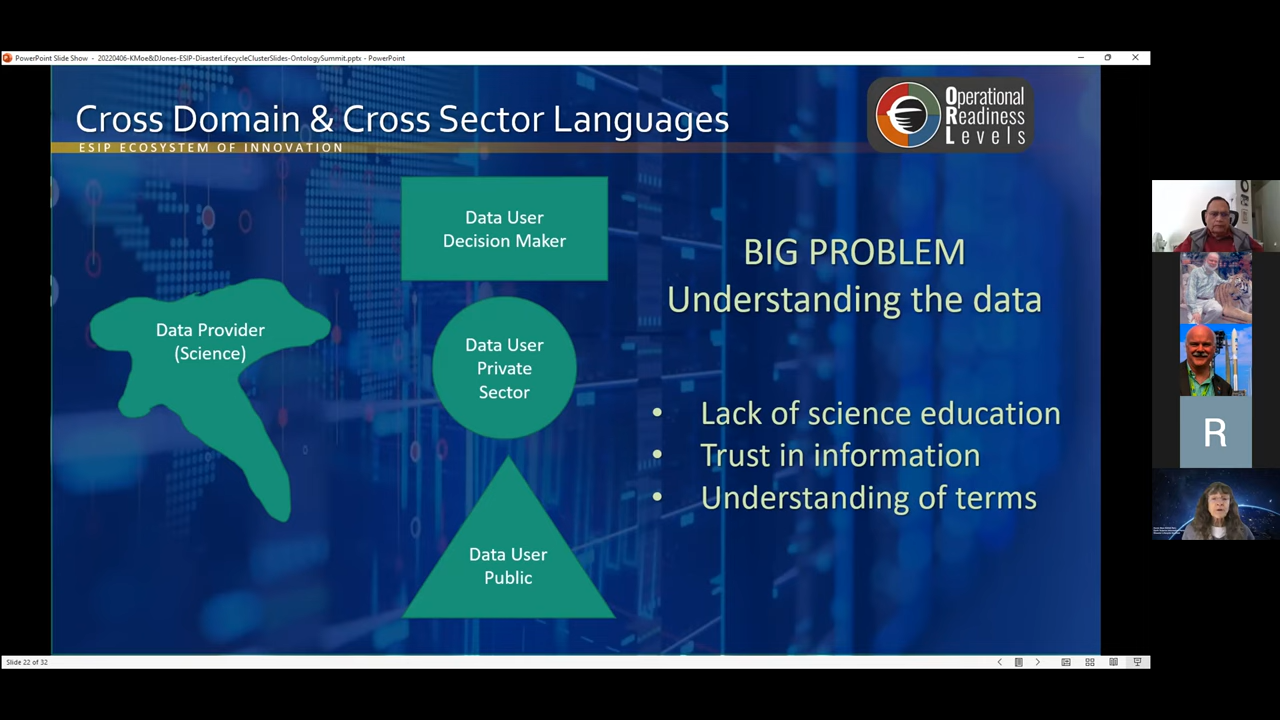 PowerPoint Slide Show - 20220406-KMoe&DJones-ESIP-DisasterLifecycleClusterSlides-OntologySummit.pptx - PowerPoint
Cross Domain & Cross Sector Languages
ESIP ECOSYSTEM OF INNOVATION
Operational
Readiness
Levels
Data User
Decision Maker
BIG PROBLEM
Understanding the data
Data Provider
(Science)
Data User
Private
Sector
• Lack of science education
• Trust in information
• Understanding of terms
Data User
Public
R
Slide 22 of 32